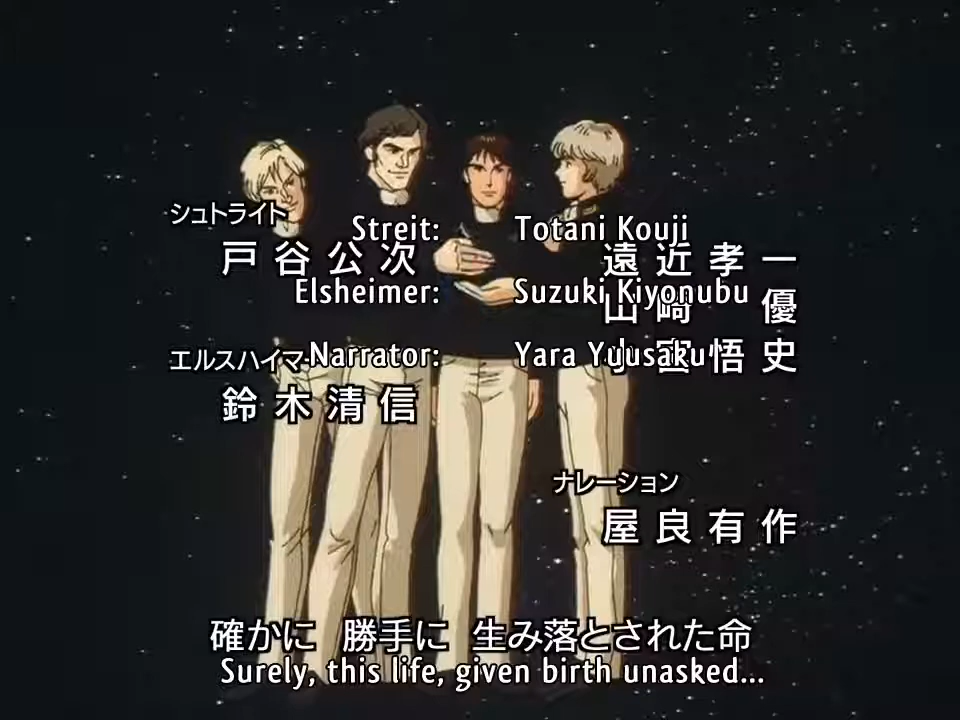 シュトライト
Streit: Totani Kouji
戸谷公次
遠近孝一
Elsheimer: Suzuki Kiyonubu
山崎 優
エルスハイマ
Narrator: Yara Yuusaku
悟史
鈴木清信
ナレーション
屋良有作
確かに 勝手に 生み落とされた命
Surely, this life, given birth unasked...